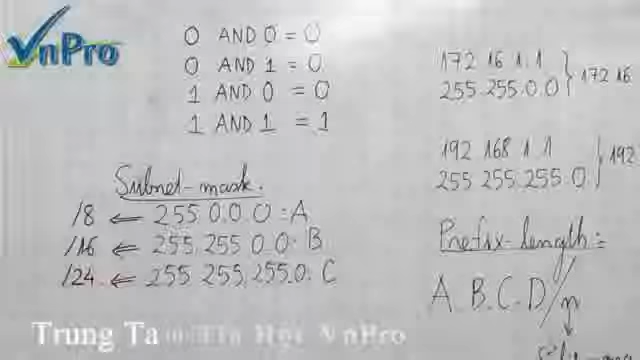 VnPro
0 AND 0 = 0
0 AND 1 = 0
1 AND 0 = 0
1 AND 1 = 1
172 16 1.1 } 172 16
255.255.0.0
192 168 1 1 } 192
255 255.255.0
Subnet-mask.
/8 ← 255 0.0 0 : A
/16 ← 255.255 0 0: B
/24 ← 255 255.255.0: C
Prefix-length:
A. B. C. D/n
Trung Ta
VnPro